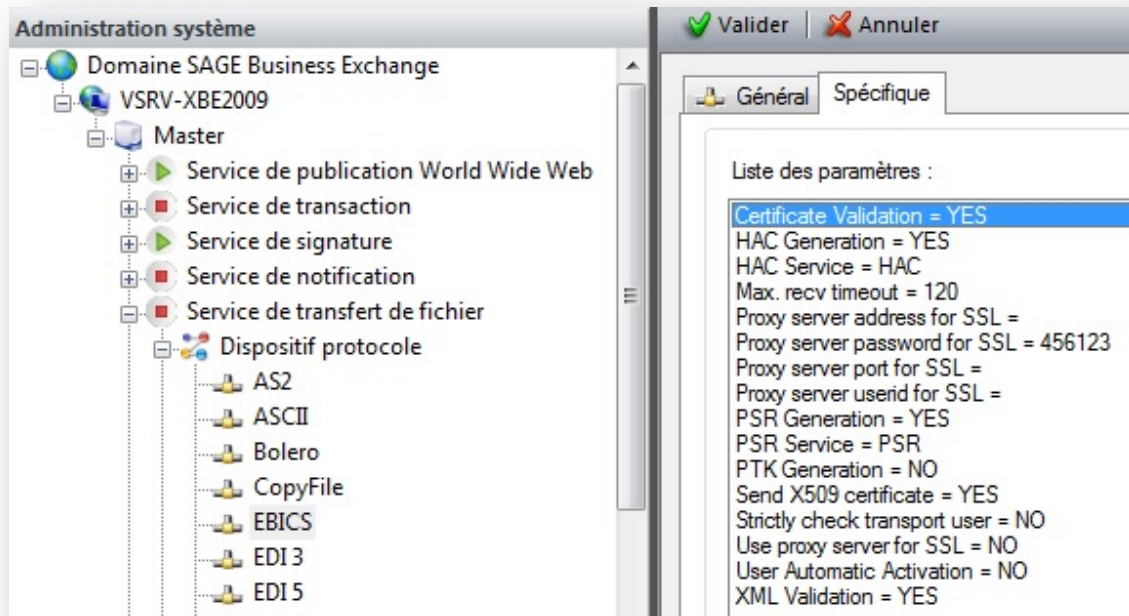 Administration système
Domaine SAGE Business Exchange
VSRV-XBE2009
Master
Service de publication World Wide Web
Service de transaction
Service de signature
Service de notification
Service de transfert de fichier
Dispositif protocole
AS2
ASCII
Bolero
CopyFile
EBICS
EDI 3
EDI 5
Valider
Annuler
Général
Spécifique
Liste des paramètres :
Certificate Validation = YES
HAC Generation = YES
HAC Service = HAC
Max. recv timeout = 120
Proxy server address for SSL =
Proxy server password for SSL = 456123
Proxy server port for SSL =
Proxy server userid for SSL =
PSR Generation = YES
PSR Service = PSR
PTK Generation = NO
Send X509 certificate = YES
Strictly check transport user = NO
Use proxy server for SSL = NO
User Automatic Activation = NO
XML Validation = YES